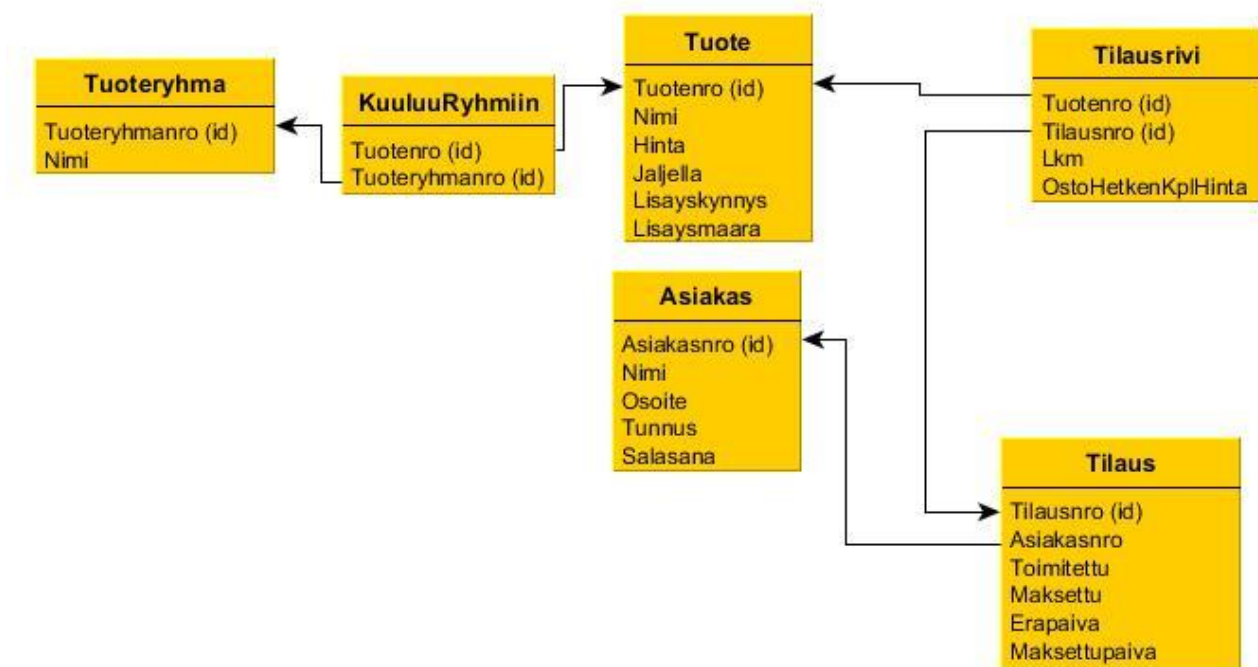 Tuoteryhma
Tuoteryhmanro (id)
Nimi
KuuluuRyhmiin
Tuotenro (id)
Tuoteryhmanro (id)
Tuote
Tuotenro (id)
Nimi
Hinta
Jaljella
Lisayskynnys
Lisaysmaara
Tilausrivi
Tuotenro (id)
Tilausnro (id)
Lkm
OstoHetkenKplHinta
Asiakas
Asiakasnro (id)
Nimi
Osoite
Tunnus
Salasana
Tilaus
Tilausnro (id)
Asiakasnro
Toimitettu
Maksettu
Erapaiva
Maksettupaiva